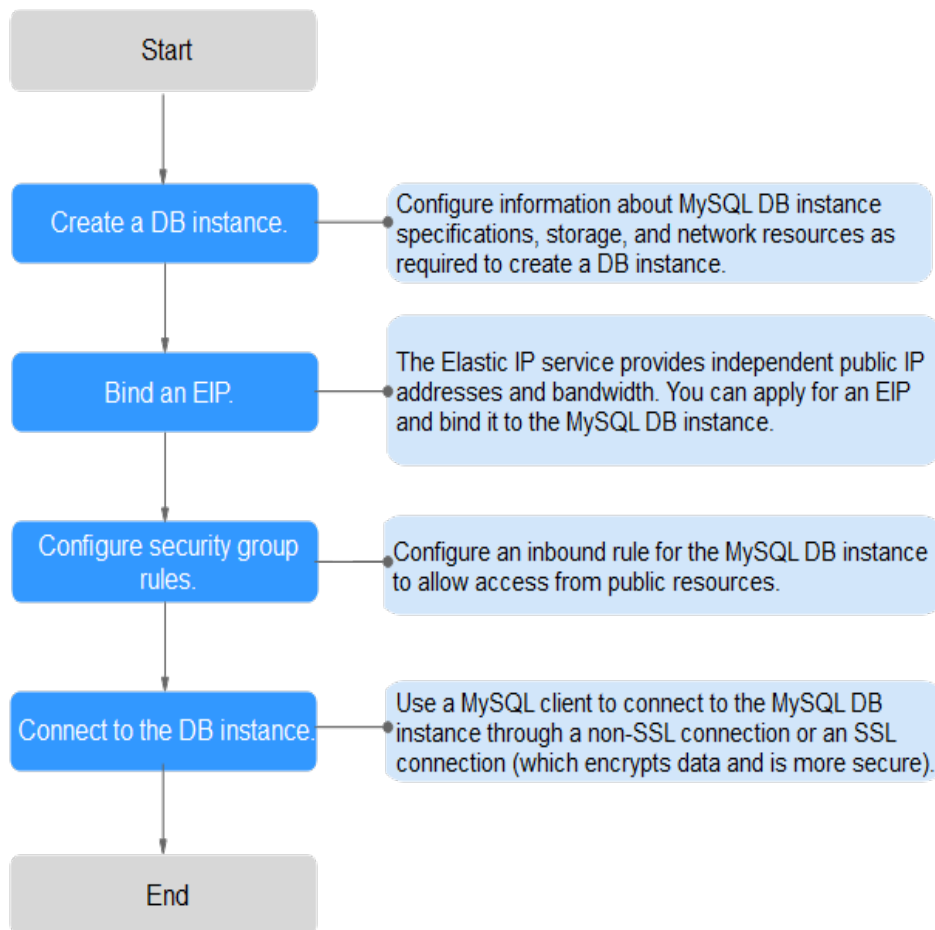 Start
Create a DB instance.
Configure information about MySQL DB instance
specifications, storage, and network resources as
required to create a DB instance.
Bind an EIP.
The Elastic IP service provides independent public IP
addresses and bandwidth. You can apply for an EIP
and bind it to the MySQL DB instance.
Configure security group
rules.
Configure an inbound rule for the MySQL DB instance
to allow access from public resources.
Connect to the DB instance.
Use a MySQL client to connect to the MySQL DB
instance through a non-SSL connection or an SSL
connection (which encrypts data and is more secure).
End